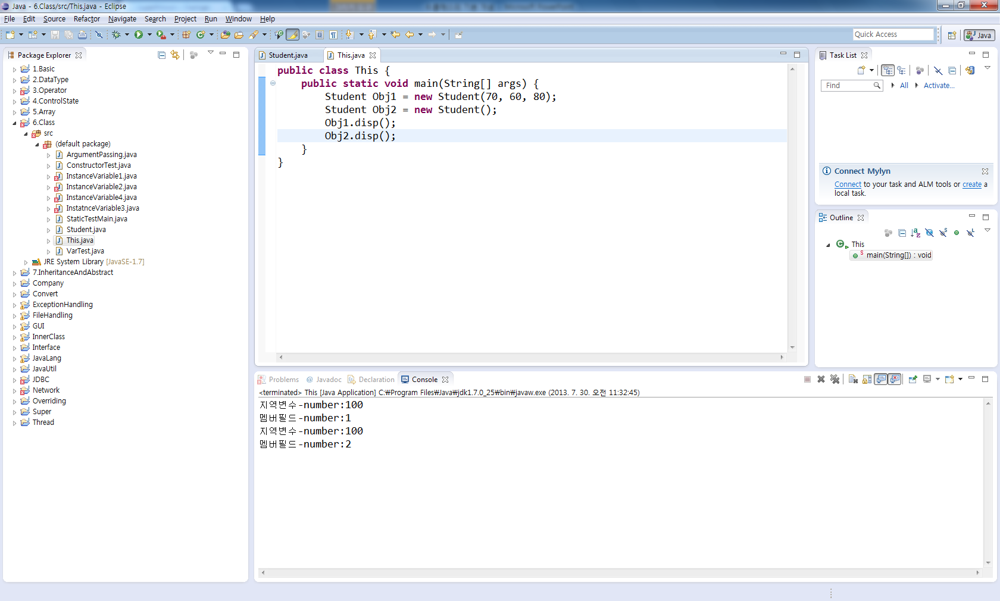 Java - 6.Class/src/This.java - Eclipse
File Edit Source Refactor Navigate Search Project Run Window Help
Quick Access
Java
Package Explorer
1.Basic
2.DataType
3.Operator
4.ControlState
5.Array
6.Class
src
(default package)
ArgumentPassing.java
ConstructorTest.java
InstanceVariable1.java
InstanceVariable2.java
InstanceVariable4.java
InstatnceVariable3.java
StaticTestMain.java
Student.java
This.java
VarTest.java
JRE System Library [JavaSE-1.7]
7.InheritanceAndAbstract
Company
Convert
ExceptionHandling
FileHandling
GUI
InnerClass
Interface
JavaLang
JavaUtil
JDBC
Network
Overriding
Super
Thread
Student.java This.java
public class This {
public static void main(String[] args) {
Student Obj1 = new Student(70, 60, 80);
Student Obj2 = new Student();
Obj1.disp();
Obj2.disp();
}
}
Problems @ Javadoc Declaration Console
<terminated> This [Java Application] C:₩Program Files₩Java₩jdk1.7.0_25₩bin₩javaw.exe (2013. 7. 30. 오전 11:32:45)
지역변수-number:100
멤버필드-number:1
지역변수-number:100
멤버필드-number:2
Task List
Find All Activate...
Connect Mylyn
Connect to your task and ALM tools or create a
local task.
Outline
This
main(String[]) : void